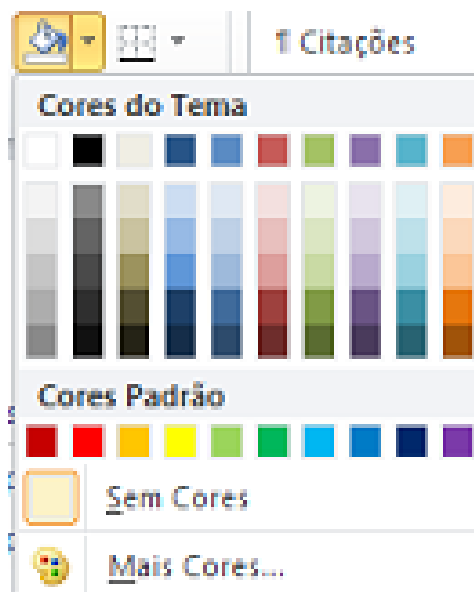 ¶ Citações
Cores do Tema
Cores Padrão
Sem Cores
Mais Cores...